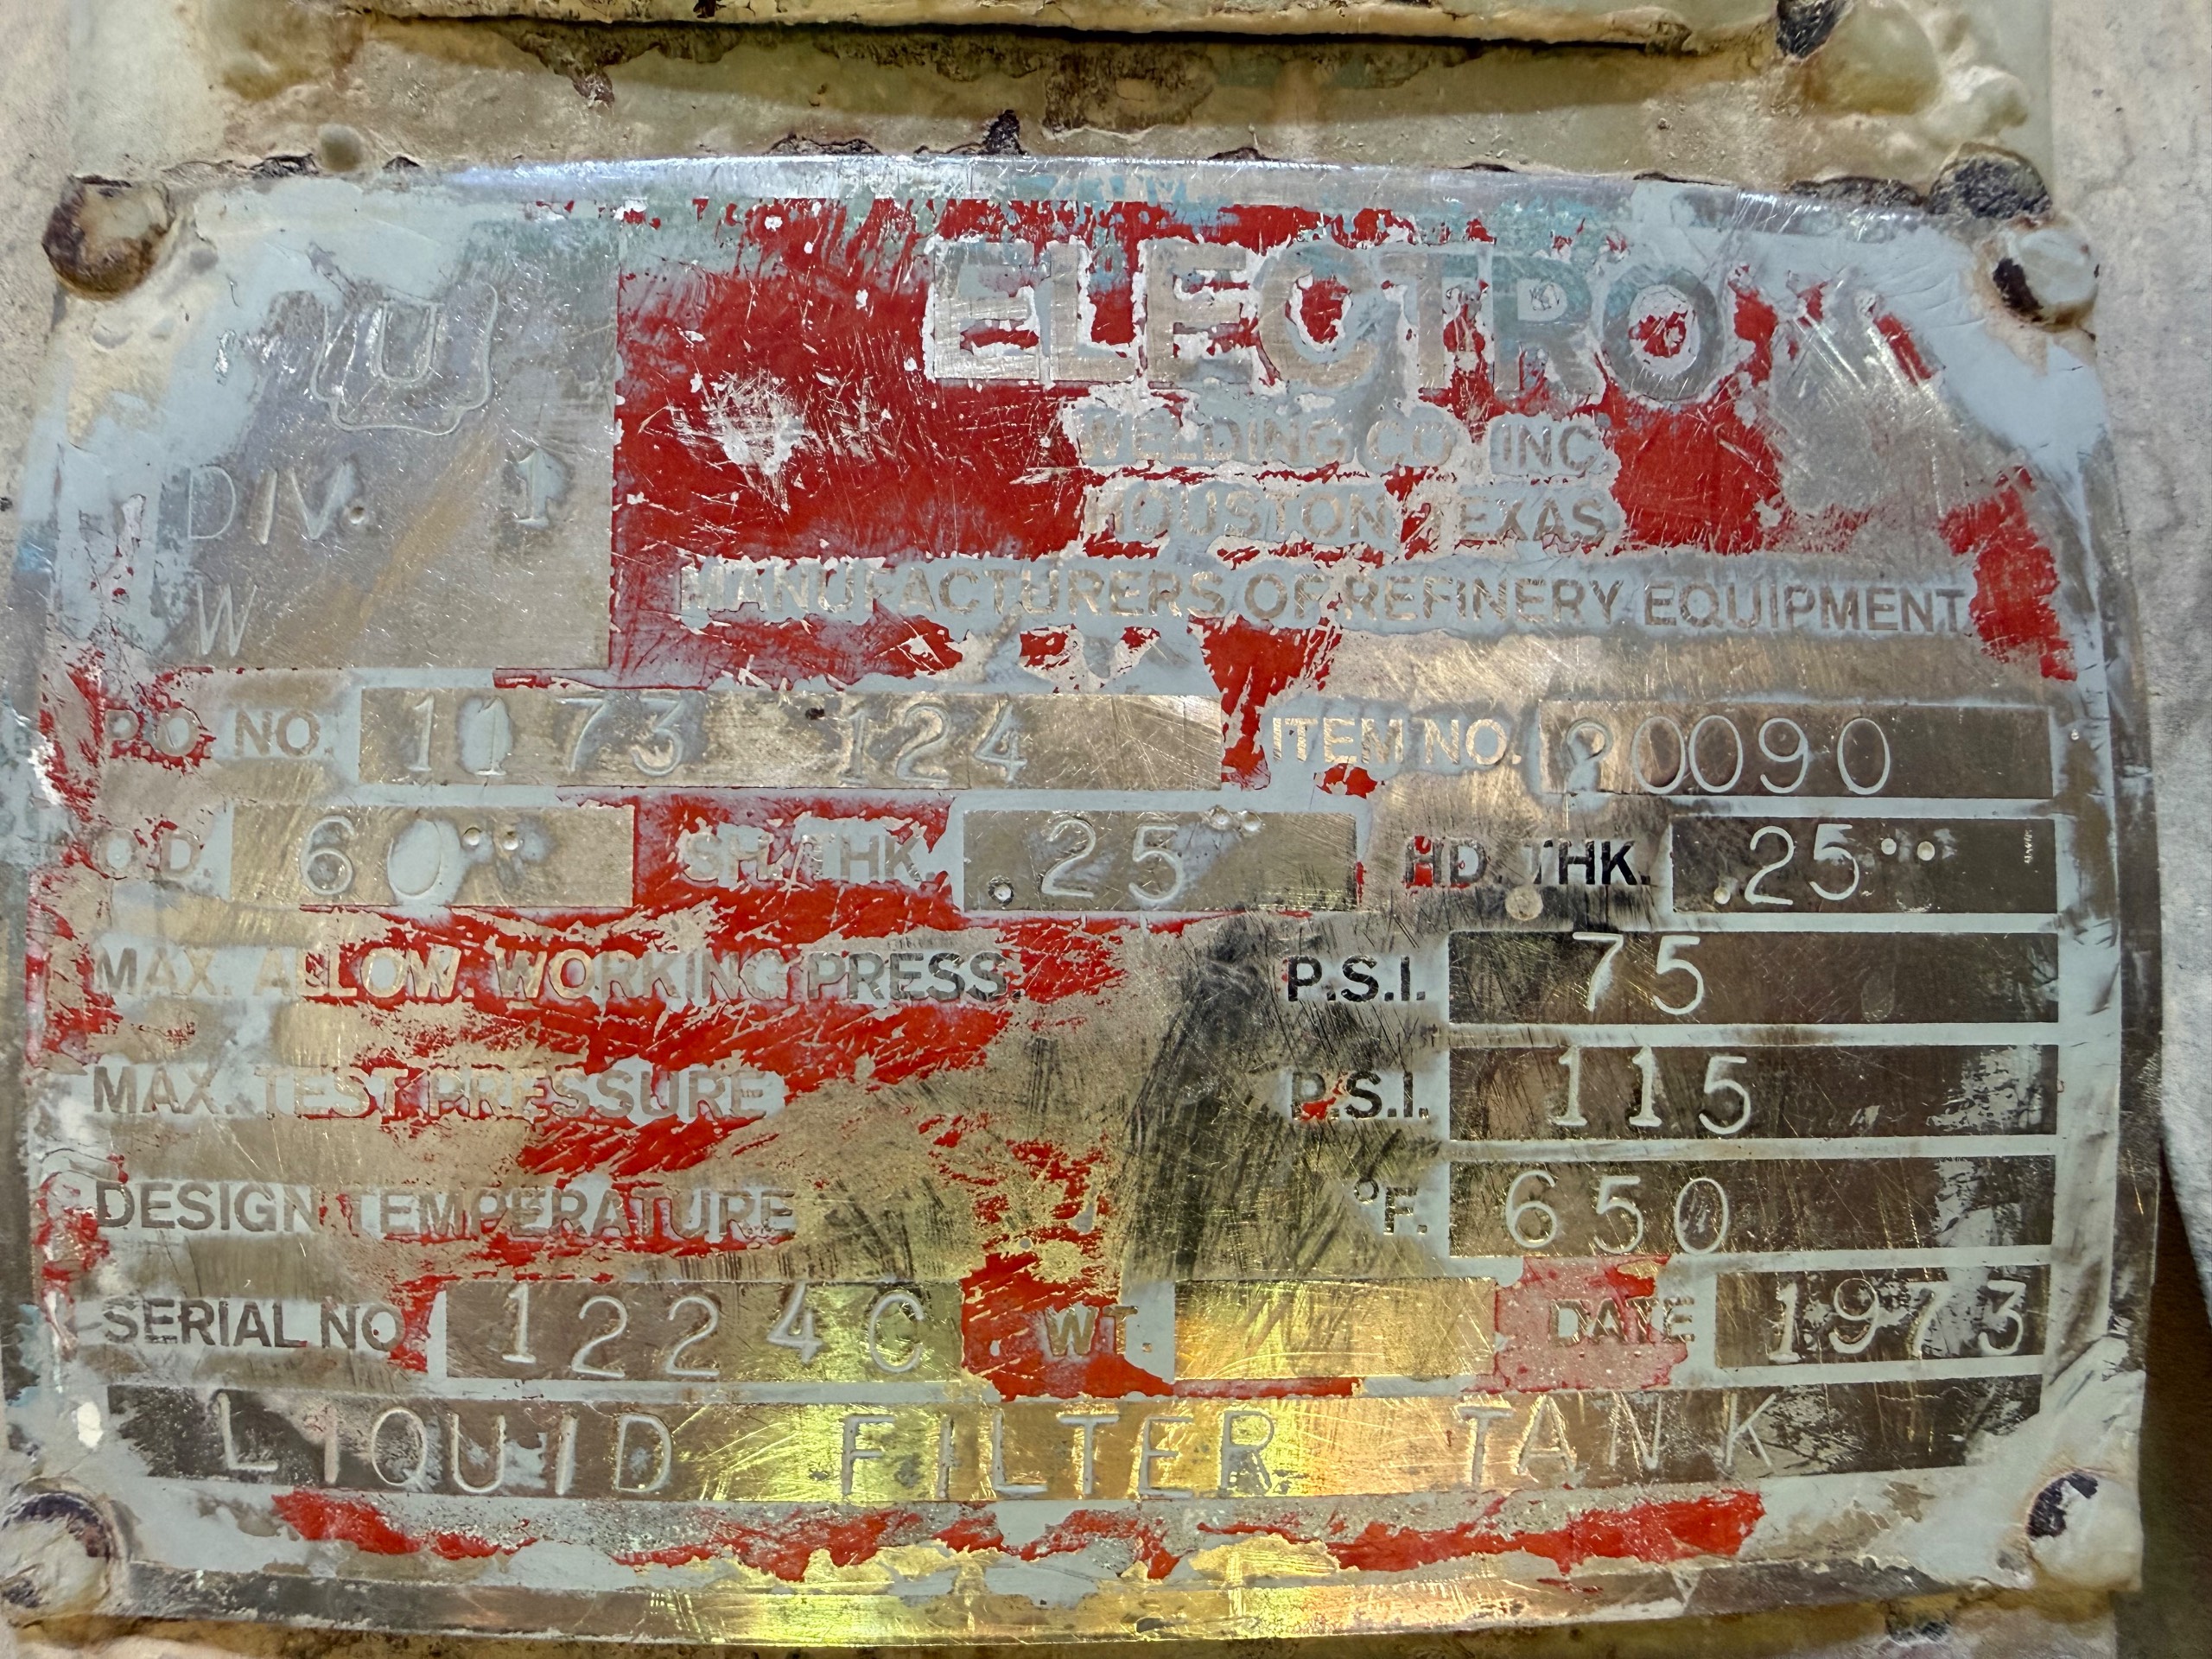 U
DIV. 1
W
ELECTRO
WELDING CO., INC.
HOUSTON, TEXAS
MANUFACTURERS OF REFINERY EQUIPMENT
P.O. NO. 1173 124 ITEM NO. 20090
O.D. 60" SH. THK. .25" HD. THK. .25"
MAX. ALLOW. WORKING PRESS. P.S.I. 75
MAX. TEST PRESSURE P.S.I. 115
DESIGN TEMPERATURE °F. 650
SERIAL NO. 1224C WT. DATE 1973
LIQUID FILTER TANK